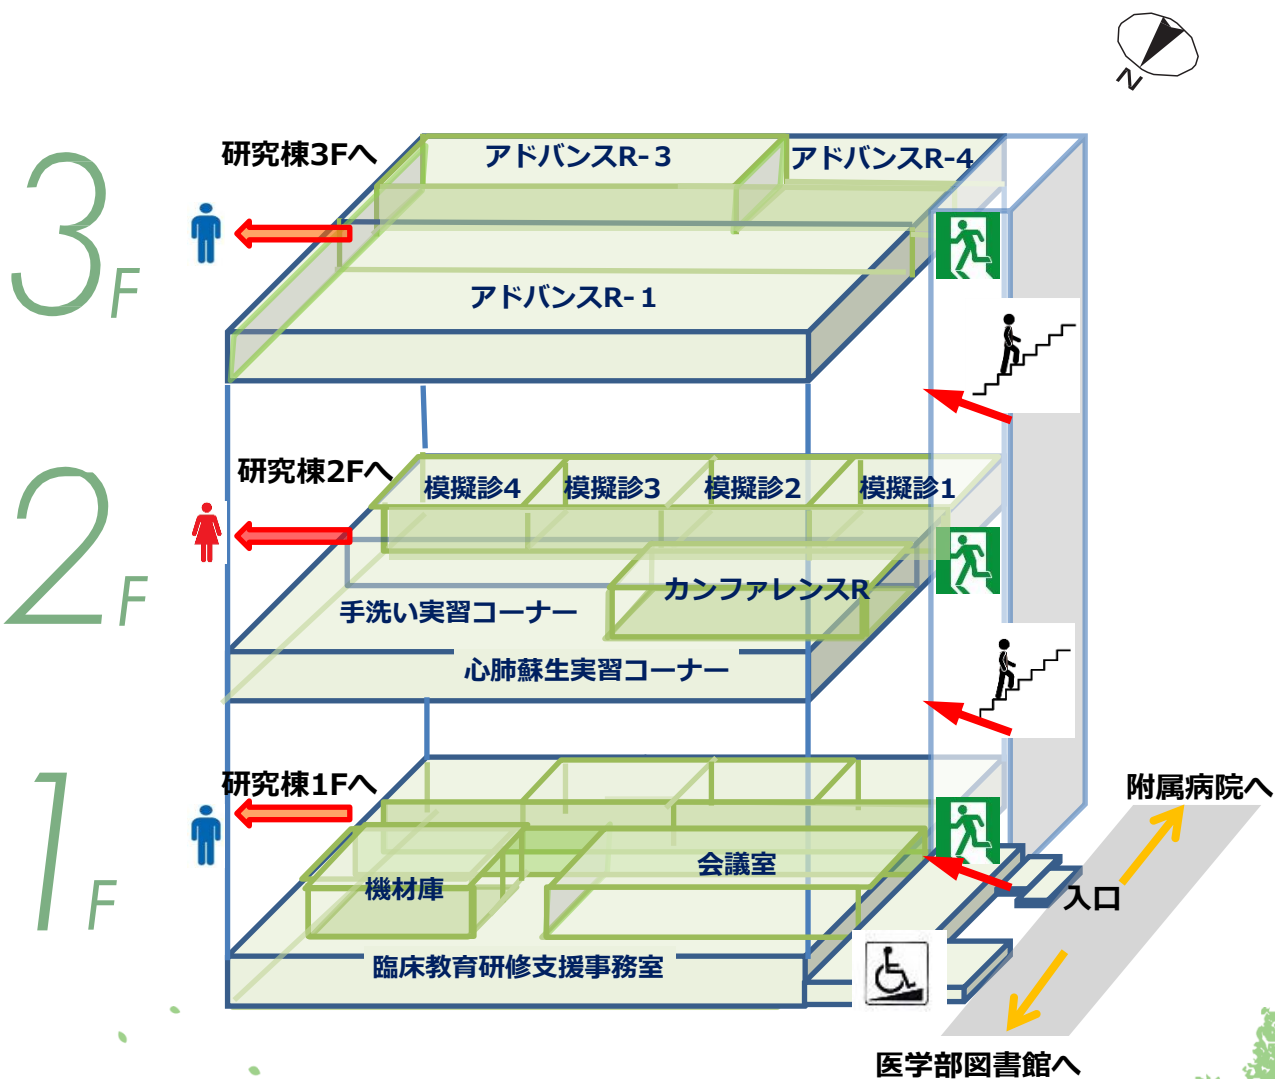 N
3F
研究棟3Fへ
アドバンスR-3
アドバンスR-4
アドバンスR-1
2F
研究棟2Fへ
模擬診4
模擬診3
模擬診2
模擬診1
カンファレンスR
手洗い実習コーナー
心肺蘇生実習コーナー
1F
研究棟1Fへ
附属病院へ
会議室
機材庫
入口
臨床教育研修支援事務室
医学部図書館へ